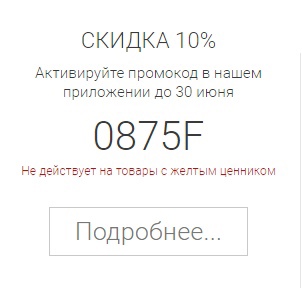 СКИДКА 10%
Активируйте промокод в нашем
приложении до 30 июня
0875F
Не действует на товары с желтым ценником
Подробнее...